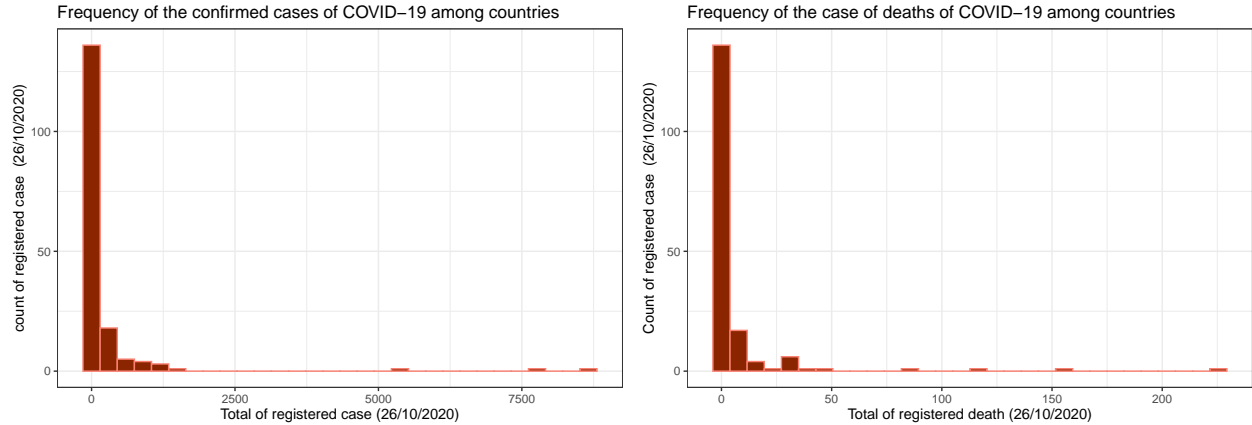 Frequency of the confirmed cases of COVID−19 among countries
count of registered case  (26/10/2020)
100
50
0
0
2500
5000
7500
Total of registered case (26/10/2020)
Frequency of the case of deaths of COVID−19 among countries
Count of registered case  (26/10/2020)
100
50
0
0
50
100
150
200
Total of registered death (26/10/2020)